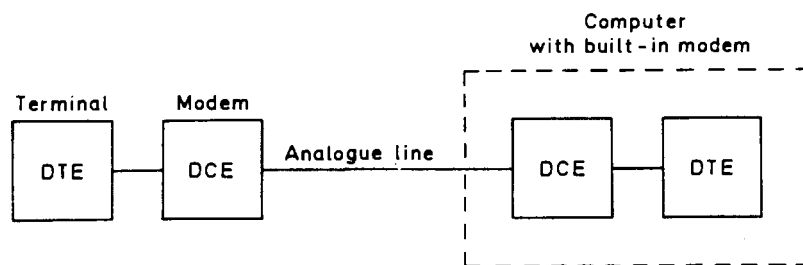 Computer
with built-in modem
Terminal
Modem
DTE
DCE
Analogue line
DCE
DTE